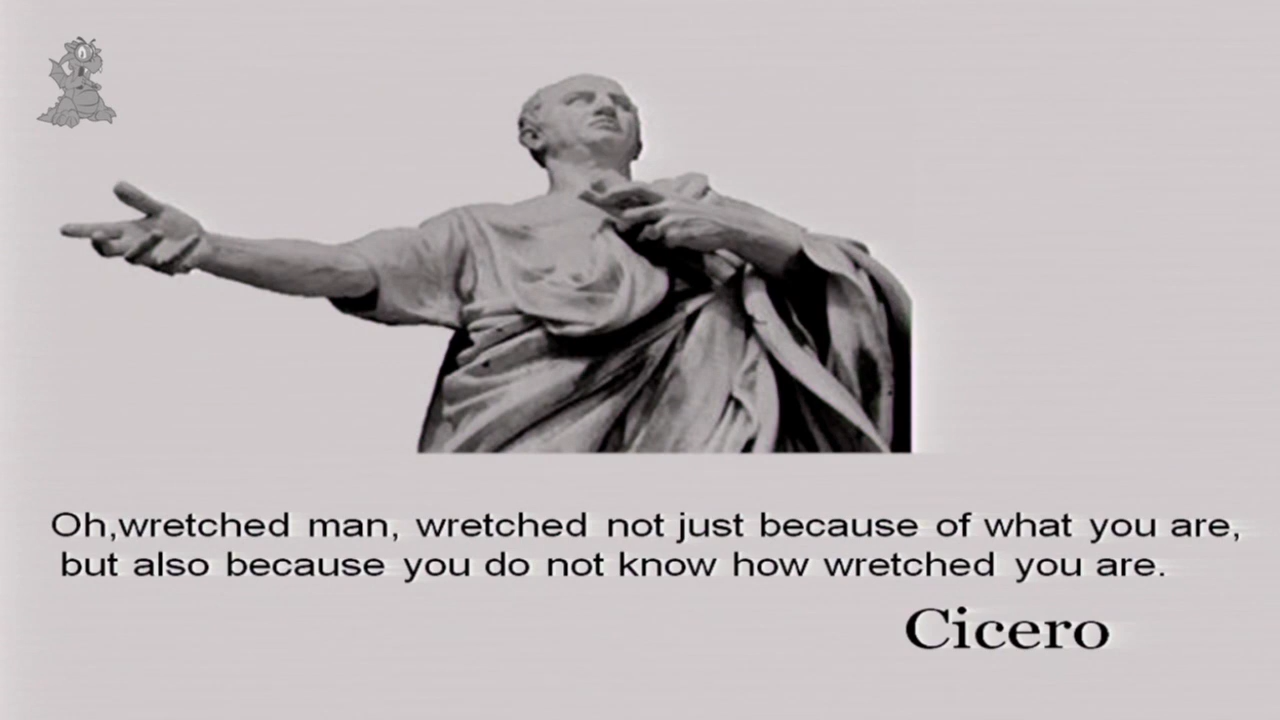 Oh,wretched man, wretched not just because of what you are,
but also because you do not know how wretched you are.
Cicero